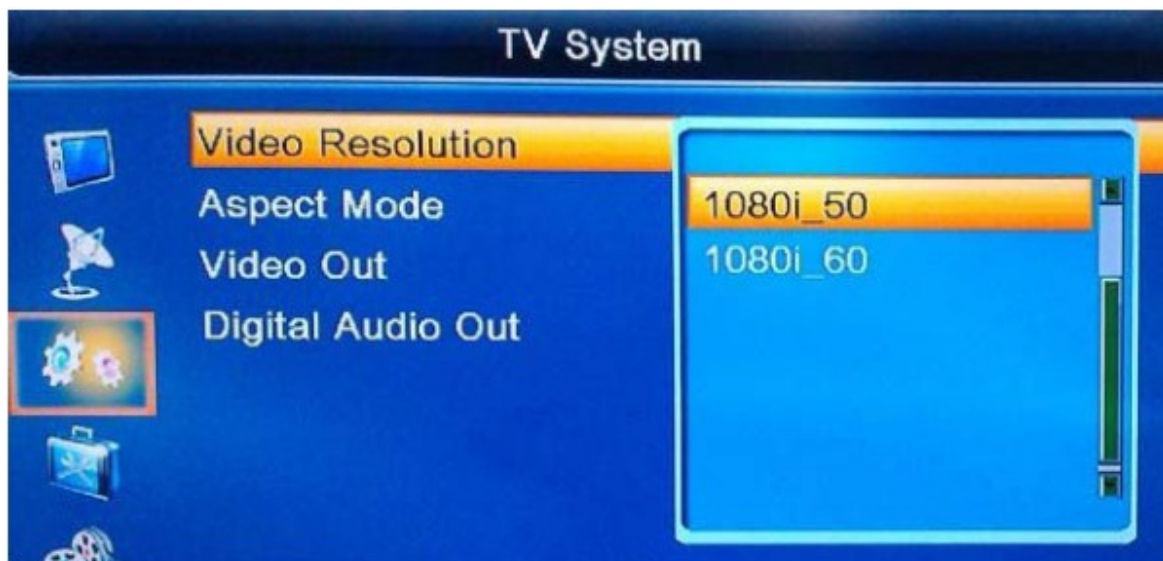 TV System
Video Resolution
Aspect Mode
Video Out
Digital Audio Out
1080i_50
1080i_60